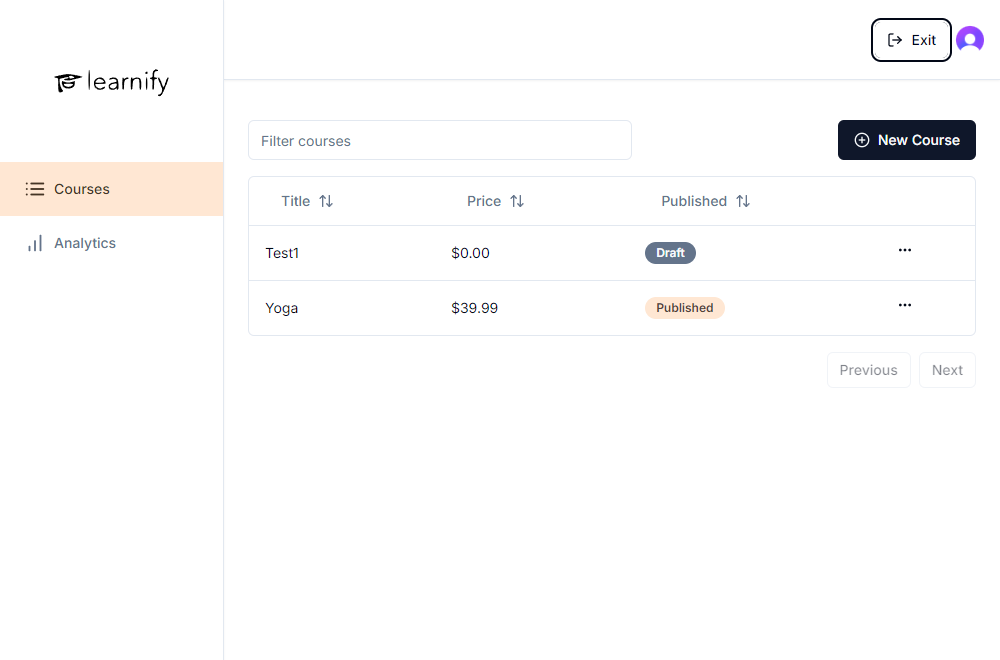 learnify
Exit
Courses
Analytics
Filter courses
New Course
Title Price Published
Test1 $0.00 Draft
Yoga $39.99 Published
Previous Next